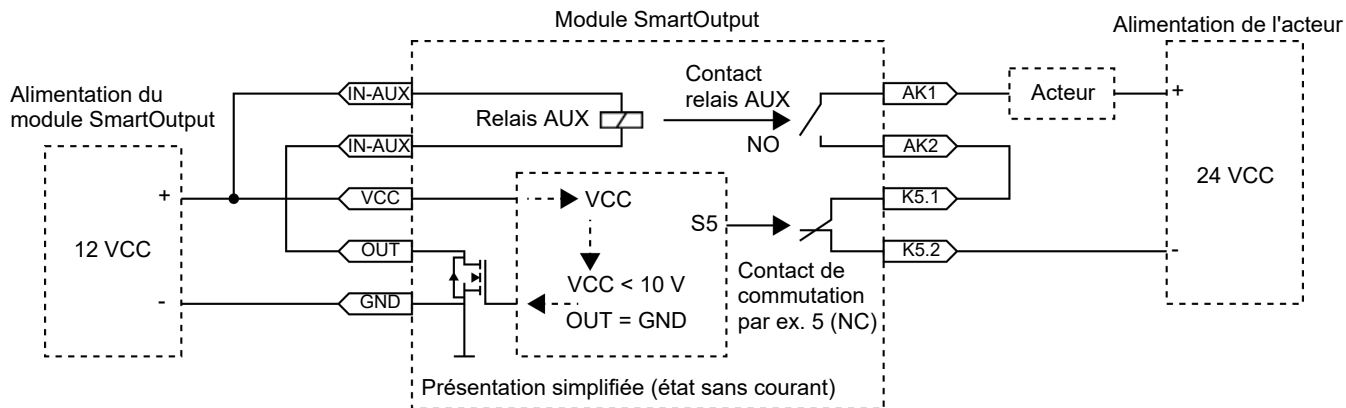 Module SmartOutput
Alimentation de l'acteur
Alimentation du
module SmartOutput
+
12 VCC
-
IN-AUX
IN-AUX
VCC
OUT
GND
Relais AUX
Contact
relais AUX
NO
VCC
VCC < 10 V
OUT = GND
S5
Contact de
commutation
par ex. 5 (NC)
Présentation simplifiée (état sans courant)
AK1
AK2
K5.1
K5.2
Acteur
+
24 VCC
-